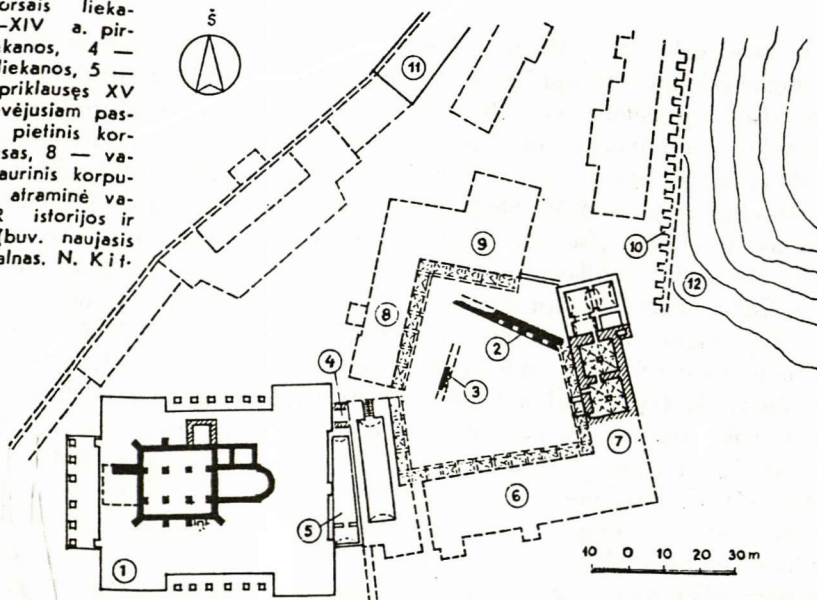 orsais lieka-
-XIV a. pir-
kanos, 4 —
liekanos, 5 —
priklausęs XV
vėjusiam pas-
pietinis kor-
sas, 8 — va-
aurinis korpu-
atraminė va-
istorijos ir
(buv. naujasis
alnas. N. Kit-
Š
11
10
9
12
8
2
4
3
7
6
5
1
10 0 10 20 30 m